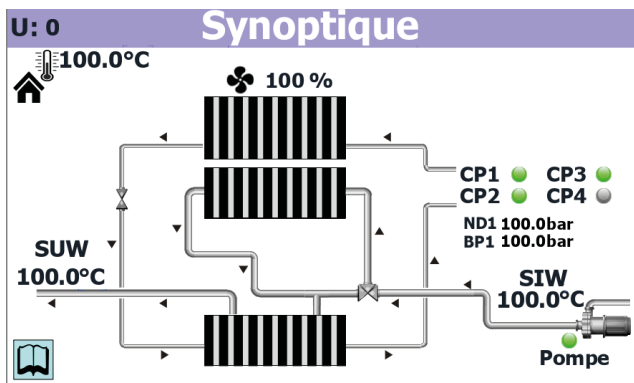 U: 0
Synoptique
100.0°C
100 %
CP1
CP3
CP2
CP4
ND1 100.0bar
BP1 100.0bar
SUW
100.0°C
SIW
100.0°C
Pompe